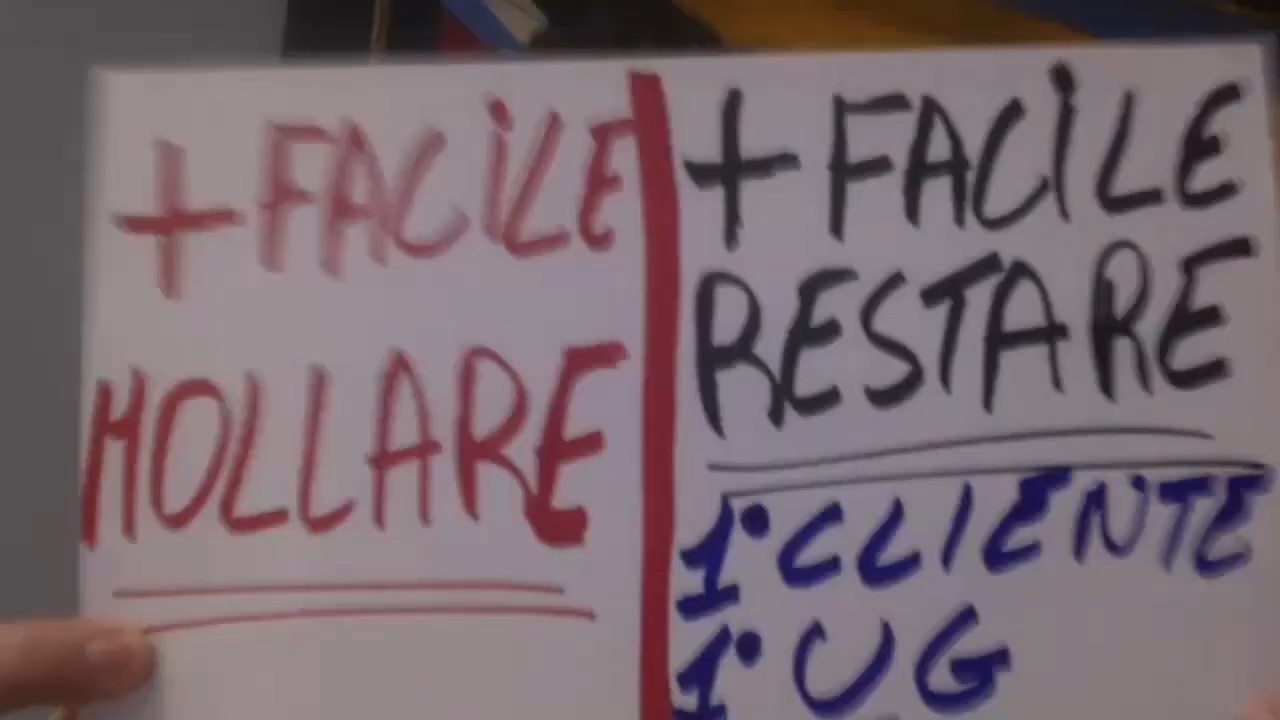 + FACILE
MOLLARE
+ FACILE
RESTARE
1° CLIENTE
1° UG